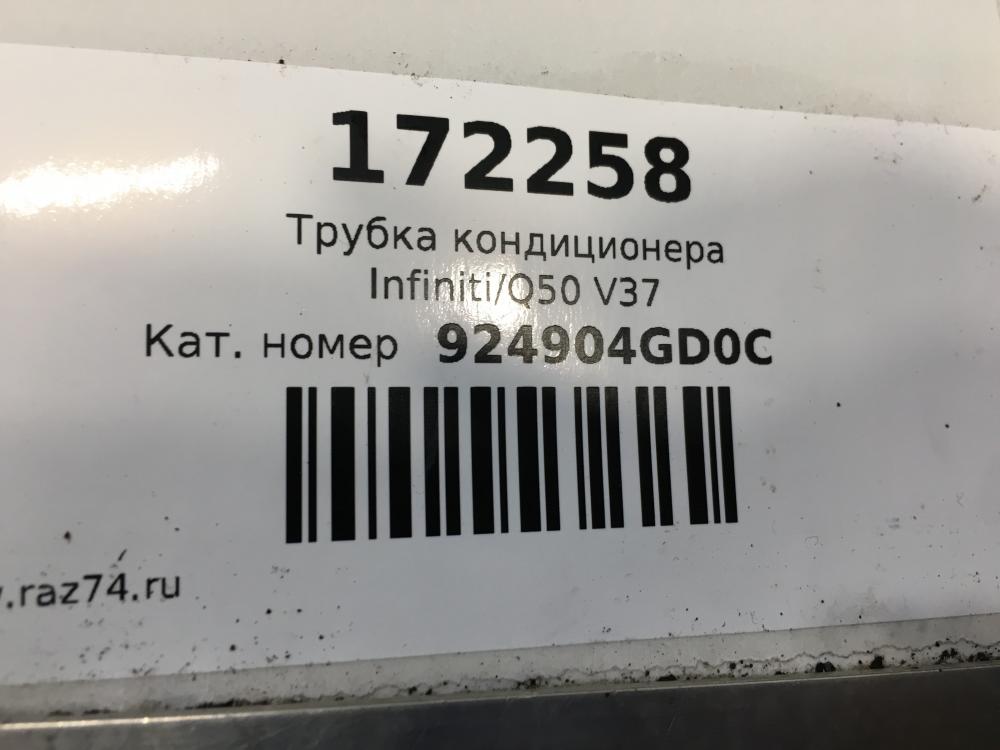 172258
Трубка кондиционера
Infiniti/Q50 V37
Кат. номер 924904GD0C
.raz74.ru